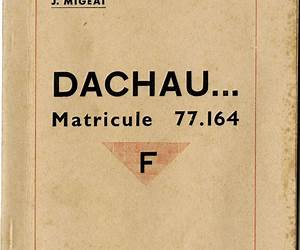 J. MIGEAT
DACHAU...
Matricule 77.164
F